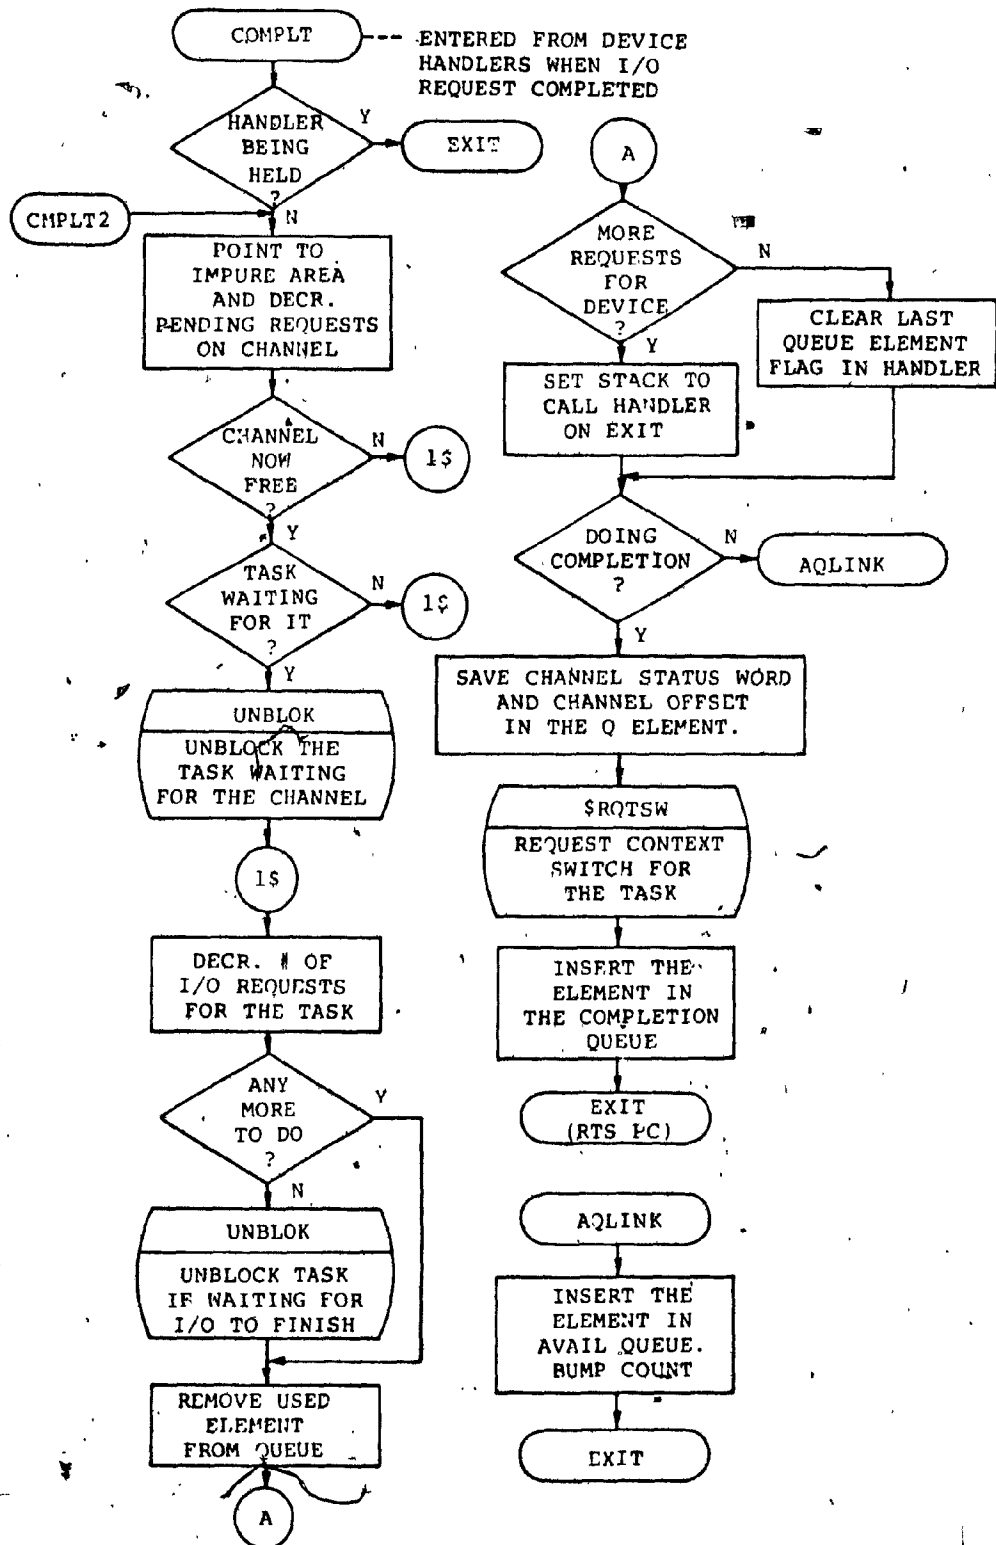 COMPLT
ENTERED FROM DEVICE
HANDLERS WHEN I/O
REQUEST COMPLETED
HANDLER
BEING
HELD
?
Y
EXIT
N
CMPLT2
POINT TO
IMPURE AREA
AND DECR.
PENDING REQUESTS
ON CHANNEL
CHANNEL
NOW
FREE
?
N
1$
Y
TASK
WAITING
FOR IT
?
N
1$
Y
UNBLOK
UNBLOCK THE
TASK WAITING
FOR THE CHANNEL
1$
DECR. # OF
I/O REQUESTS
FOR THE TASK
ANY
MORE
TO DO
?
Y
N
UNBLOK
UNBLOCK TASK
IF WAITING FOR
I/O TO FINISH
REMOVE USED
ELEMENT
FROM QUEUE
A
A
MORE
REQUESTS
FOR
DEVICE
?
N
Y
CLEAR LAST
QUEUE ELEMENT
FLAG IN HANDLER
SET STACK TO
CALL HANDLER
ON EXIT
DOING
COMPLETION
?
N
AQLINK
Y
SAVE CHANNEL STATUS WORD
AND CHANNEL OFFSET
IN THE Q ELEMENT.
$RQTSW
REQUEST CONTEXT
SWITCH FOR
THE TASK
INSERT THE
ELEMENT IN
THE COMPLETION
QUEUE
EXIT
(RTS PC)
AQLINK
INSERT THE
ELEMENT IN
AVAIL QUEUE.
BUMP COUNT
EXIT